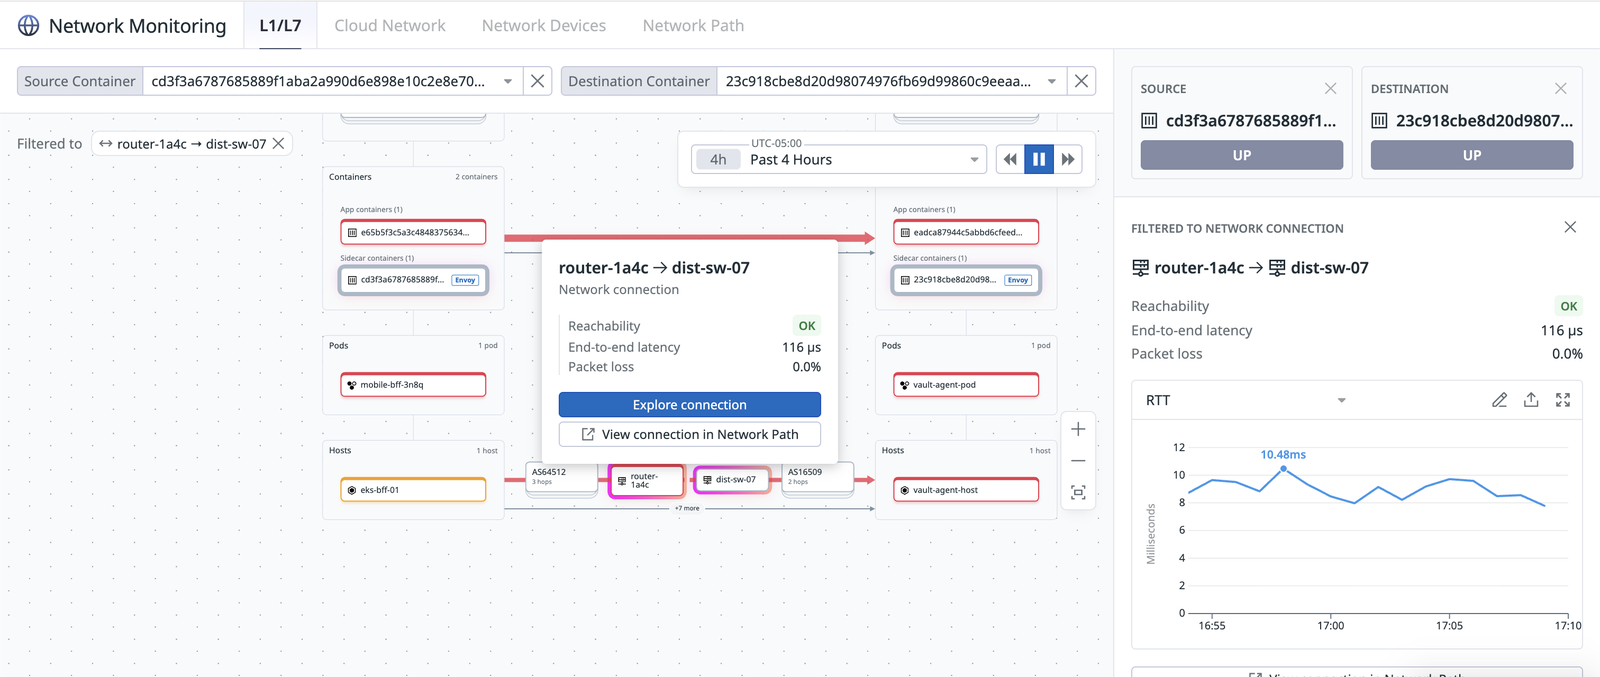 Network Monitoring
L1/L7
Cloud Network
Network Devices
Network Path
Source Container
cd3f3a6787685889f1aba2a990d6e898e10c2e8e70...
Destination Container
23c918cbe8d20d98074976fb69d99860c9eeaa...
Filtered to
router-1a4c → dist-sw-07
UTC-05:00
4h
Past 4 Hours
Containers
2 containers
App containers (1)
e65b5f3c5a3c4848375634...
Sidecar containers (1)
cd3f3a6787685889f...
Envoy
Pods
1 pod
mobile-bff-3n8q
Hosts
1 host
eks-bff-01
router-1a4c → dist-sw-07
Network connection
Reachability
OK
End-to-end latency
116 µs
Packet loss
0.0%
Explore connection
View connection in Network Path
AS64512
3 hops
router-
1a4c
dist-sw-07
AS16509
2 hops
+7 more
App containers (1)
eadca87944c5abbd6cfeed...
Sidecar containers (1)
23c918cbe8d20d98...
Envoy
Pods
1 pod
vault-agent-pod
Hosts
1 host
vault-agent-host
SOURCE
cd3f3a6787685889f1...
UP
DESTINATION
23c918cbe8d20d9807...
UP
FILTERED TO NETWORK CONNECTION
router-1a4c → dist-sw-07
Reachability
OK
End-to-end latency
116 µs
Packet loss
0.0%
RTT
Milliseconds
12
10
8
6
4
2
0
10.48ms
16:55
17:00
17:05
17:10
View connection in Network Path